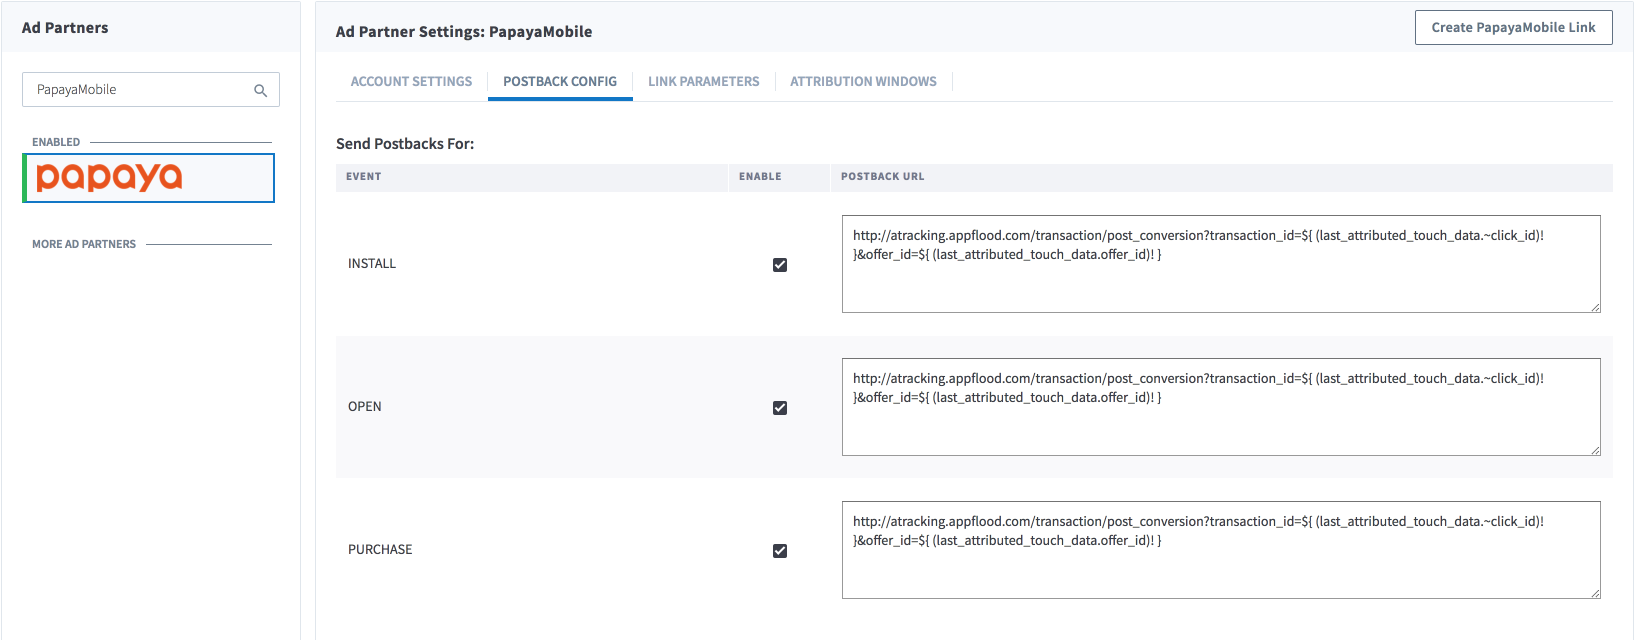 Ad Partners
PapayaMobile
ENABLED
papaya
MORE AD PARTNERS
Ad Partner Settings: PapayaMobile
Create PapayaMobile Link
ACCOUNT SETTINGS
POSTBACK CONFIG
LINK PARAMETERS
ATTRIBUTION WINDOWS
Send Postbacks For:
EVENT ENABLE POSTBACK URL
INSTALL
http://atracking.appflood.com/transaction/post_conversion?transaction_id=${ (last_attributed_touch_data.~click_id)!
}&offer_id=${ (last_attributed_touch_data.offer_id)! }
OPEN
http://atracking.appflood.com/transaction/post_conversion?transaction_id=${ (last_attributed_touch_data.~click_id)!
}&offer_id=${ (last_attributed_touch_data.offer_id)! }
PURCHASE
http://atracking.appflood.com/transaction/post_conversion?transaction_id=${ (last_attributed_touch_data.~click_id)!
}&offer_id=${ (last_attributed_touch_data.offer_id)! }